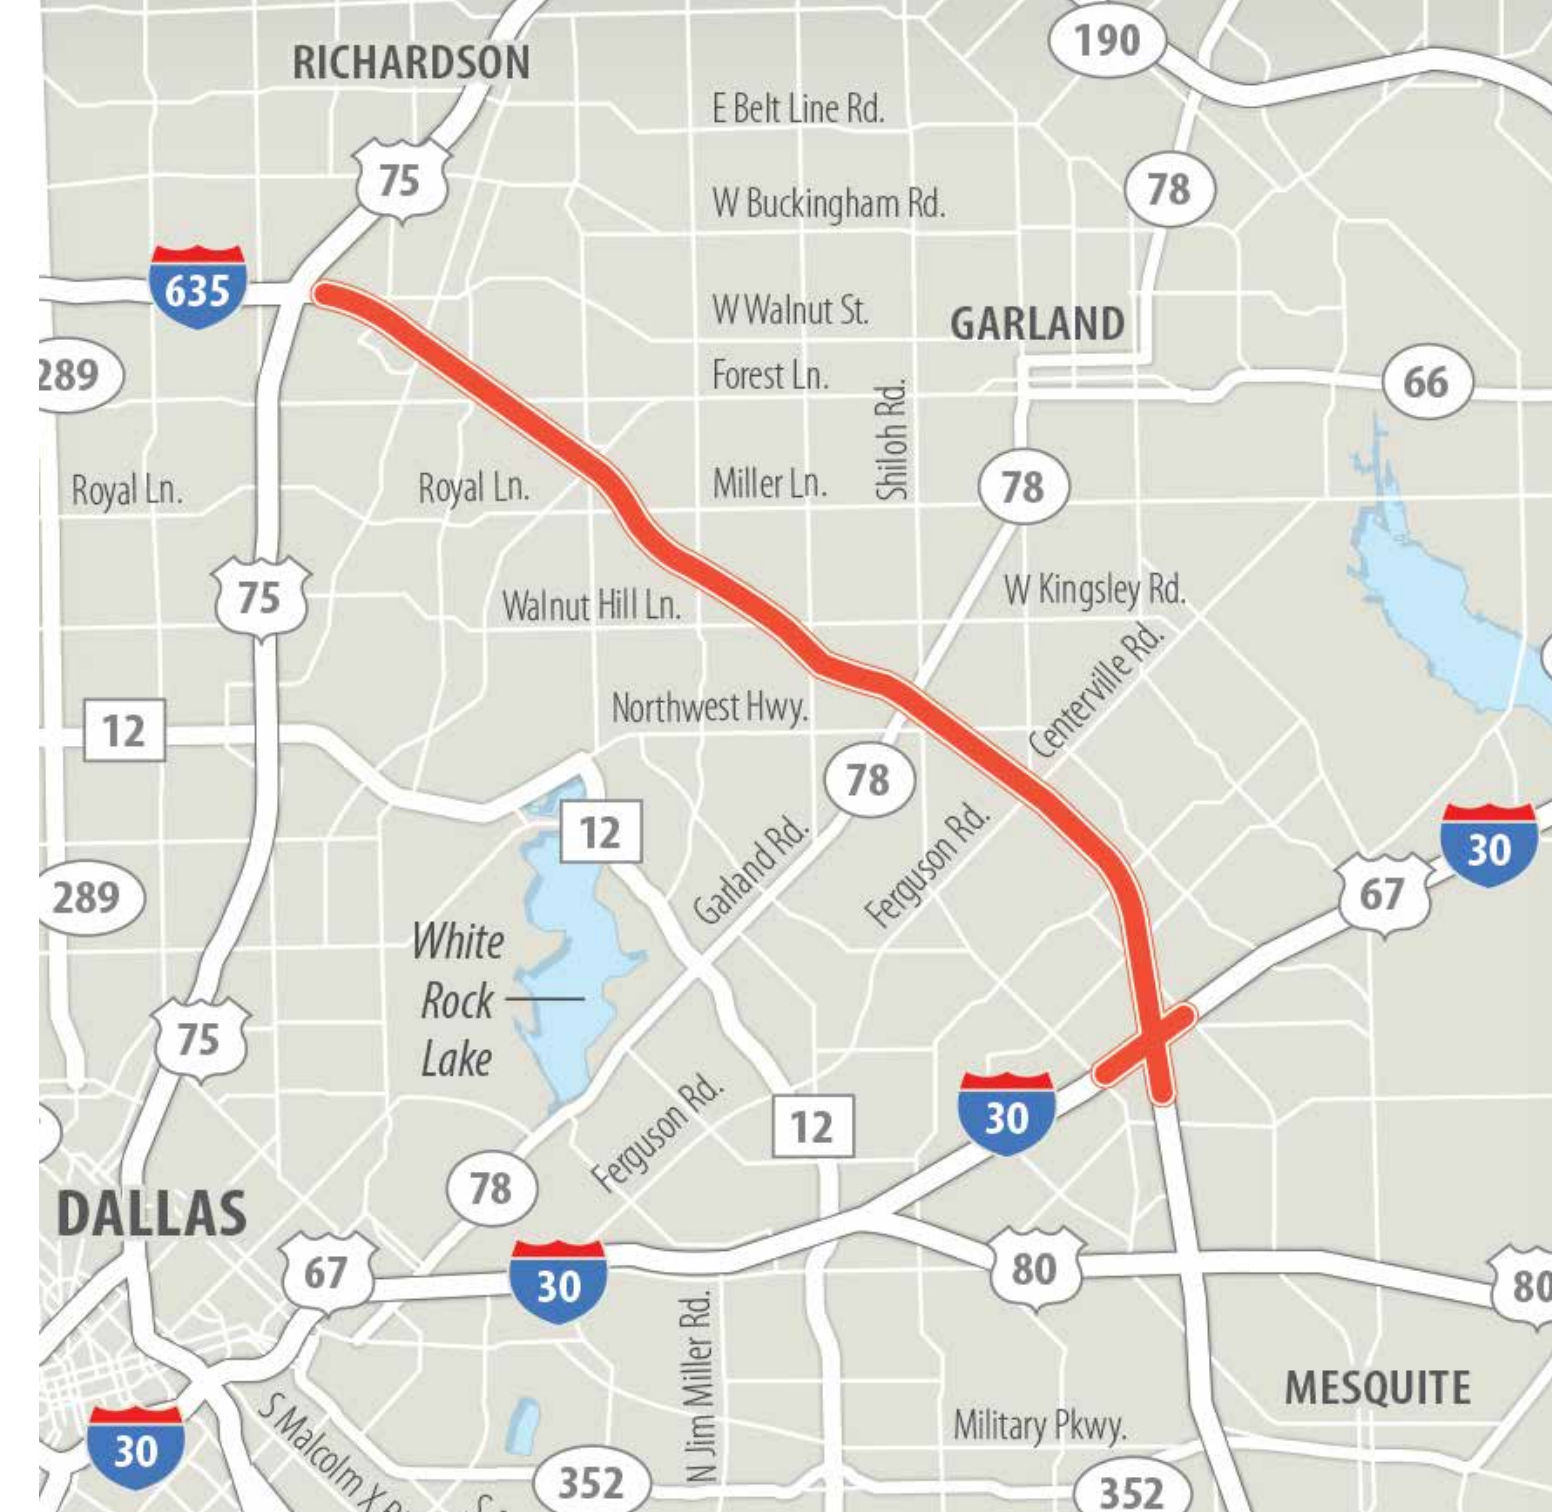 RICHARDSON
190
E Belt Line Rd.
75
78
W Buckingham Rd.
635
W Walnut St.
GARLAND
289
Forest Ln.
66
Shiloh Rd.
Royal Ln.
Royal Ln.
Miller Ln.
78
75
Walnut Hill Ln.
W Kingsley Rd.
Centerville Rd.
12
Northwest Hwy.
78
12
30
289
Garland Rd.
Ferguson Rd.
67
White
Rock
Lake
75
30
Ferguson Rd.
12
78
DALLAS
67
30
80
80
N Jim Miller Rd.
MESQUITE
30
S Malcolm X
Military Pkwy.
352
352